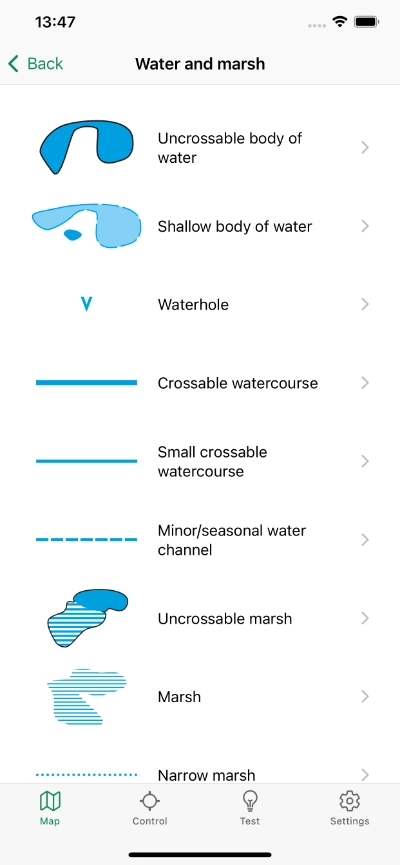 13:47
Back
Water and marsh
Uncrossable body of
water
Shallow body of water
Waterhole
Crossable watercourse
Small crossable
watercourse
Minor/seasonal water
channel
Uncrossable marsh
Marsh
Narrow marsh
Map
Control
Test
Settings